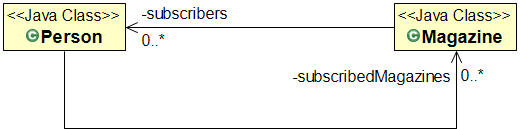 <<Java Class>>
Person
-subscribers
0..*
<<Java Class>>
Magazine
-subscribedMagazines
0..*